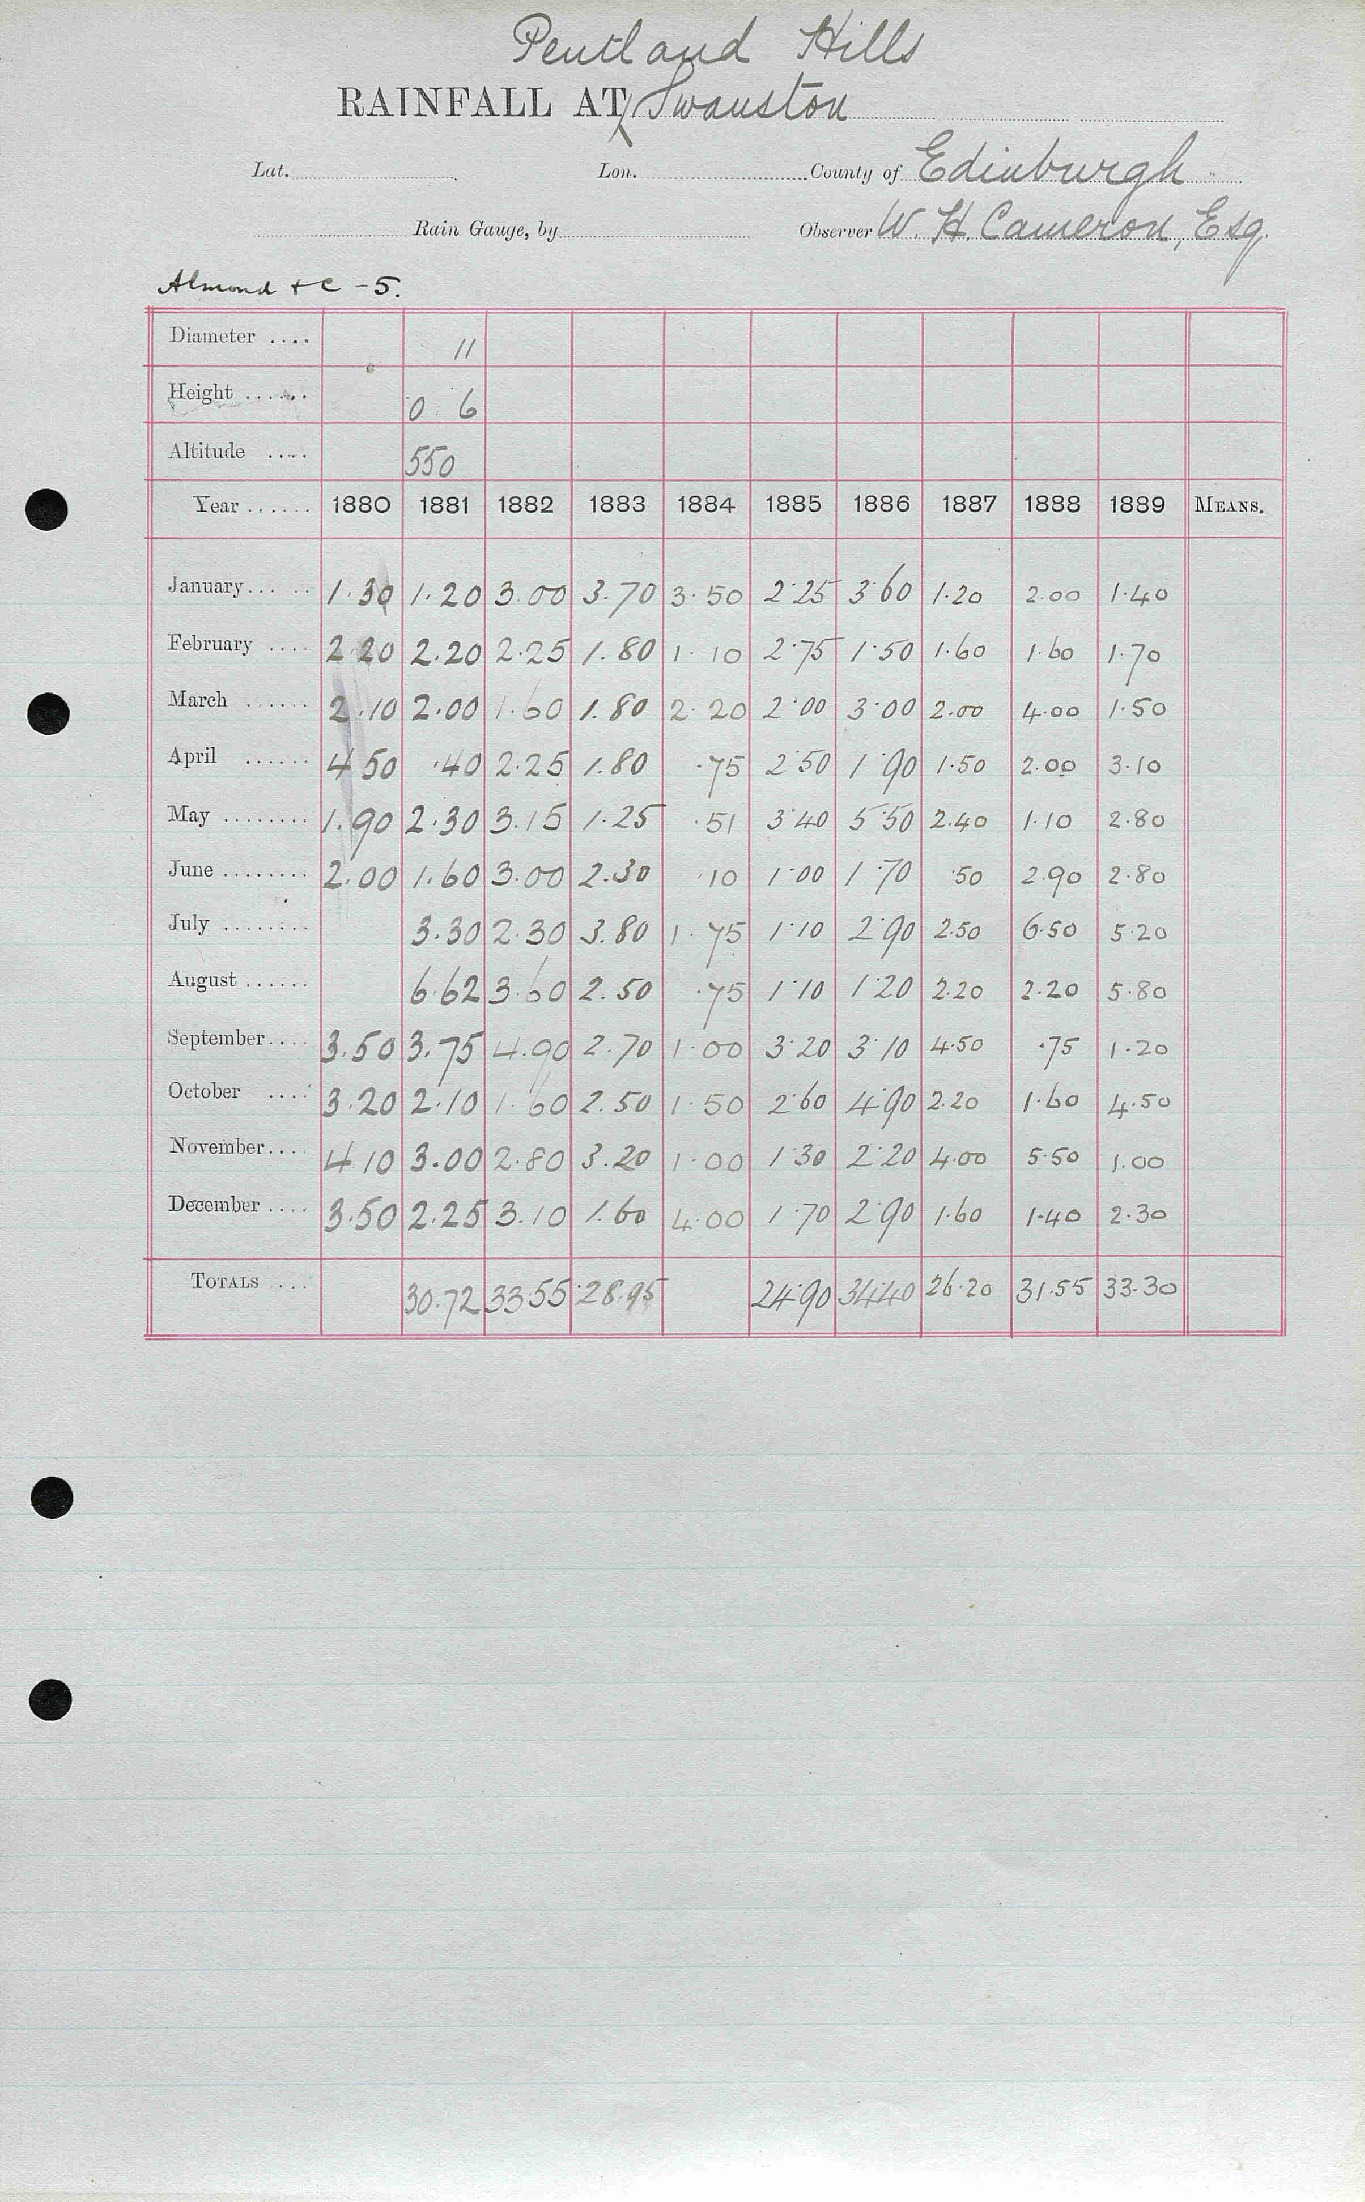 Pentland Hills
RAINFALL AT Swanston
Lat. Lon. County of Edinburgh
Rain Gauge, by Observer W. H. Cameron, Esq.
Almond + c - 5.
Diameter .... 11
Height ...... 0 6
Altitude .... 550
Year ...... 1880 1881 1882 1883 1884 1885 1886 1887 1888 1889 MEANS.
January...... 1.30 1.20 3.00 3.70 3.50 2.25 3.60 1.20 2.00 1.40
February .... 2.20 2.20 2.25 1.80 1.10 2.75 1.50 1.60 1.60 1.70
March ...... 2.10 2.00 1.60 1.80 2.20 2.00 3.00 2.00 4.00 1.50
April ...... 4.50 .40 2.25 1.80 .75 2.50 1.90 1.50 2.00 3.10
May ........ 1.90 2.30 3.15 1.25 .51 3.40 5.50 2.40 1.10 2.80
June ........ 2.00 1.60 3.00 2.30 .10 1.00 1.70 .50 2.90 2.80
July ........ 3.30 2.30 3.80 1.75 1.10 2.90 2.50 6.50 5.20
August ...... 6.62 3.60 2.50 .75 1.10 1.20 2.20 2.20 5.80
September.... 3.50 3.75 4.90 2.70 1.00 3.20 3.10 4.50 .75 1.20
October .... 3.20 2.10 1.60 2.50 1.50 2.60 4.90 2.20 1.60 4.50
November.... 4.10 3.00 2.80 3.20 1.00 1.30 2.20 4.00 5.50 1.00
December .... 3.50 2.25 3.10 1.60 4.00 1.70 2.90 1.60 1.40 2.30
TOTALS .... 30.72 33.55 28.95 24.90 34.40 26.20 31.55 33.30